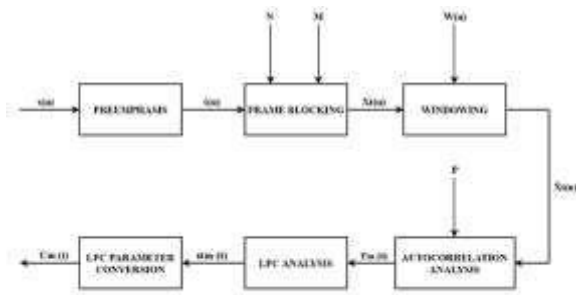 N
M
W(n)
s(n)
PREEMPHASIS
FRAME BLOCKING
WINDOWING
P
LPC PARAMETER
CONVERSION
LPC ANALYSIS
AUTOCORRELATION
ANALYSIS